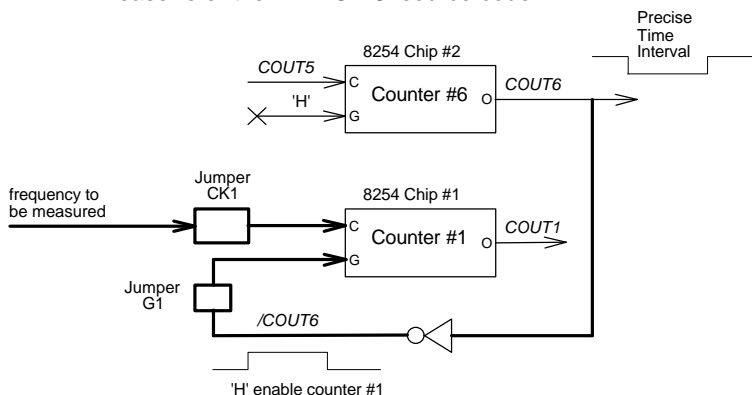 Precise
Time
Interval
8254 Chip #2
COUT5
C
Counter #6
O
COUT6
'H'
G
frequency to
be measured
Jumper
CK1
8254 Chip #1
C
Counter #1
O
COUT1
G
Jumper
G1
/COUT6
'H' enable counter #1